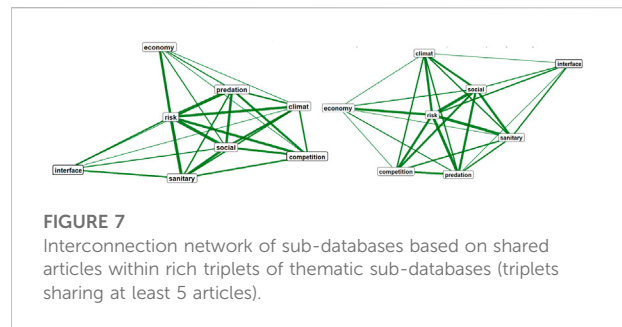 economy
predation
climat
risk
social
competition
interface
sanitary
climat
interface
social
economy
risk
sanitary
competition
predation
FIGURE 7
Interconnection network of sub-databases based on shared
articles within rich triplets of thematic sub-databases (triplets
sharing at least 5 articles).